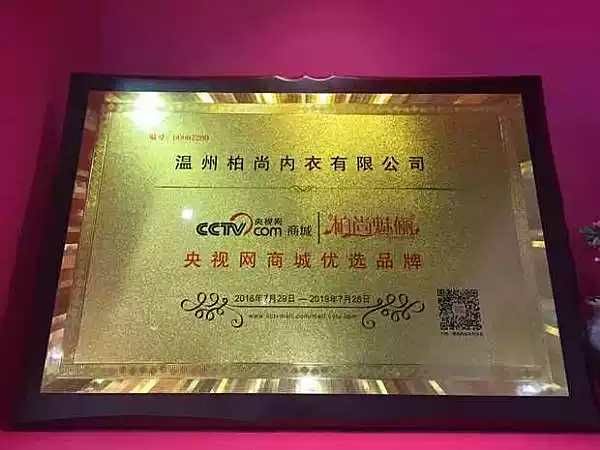 温州柏尚内衣有限公司
CCTV com 央视网 商城 柏尚魅俪
央视网商城优选品牌
2018年7月29日 — 2019年7月28日